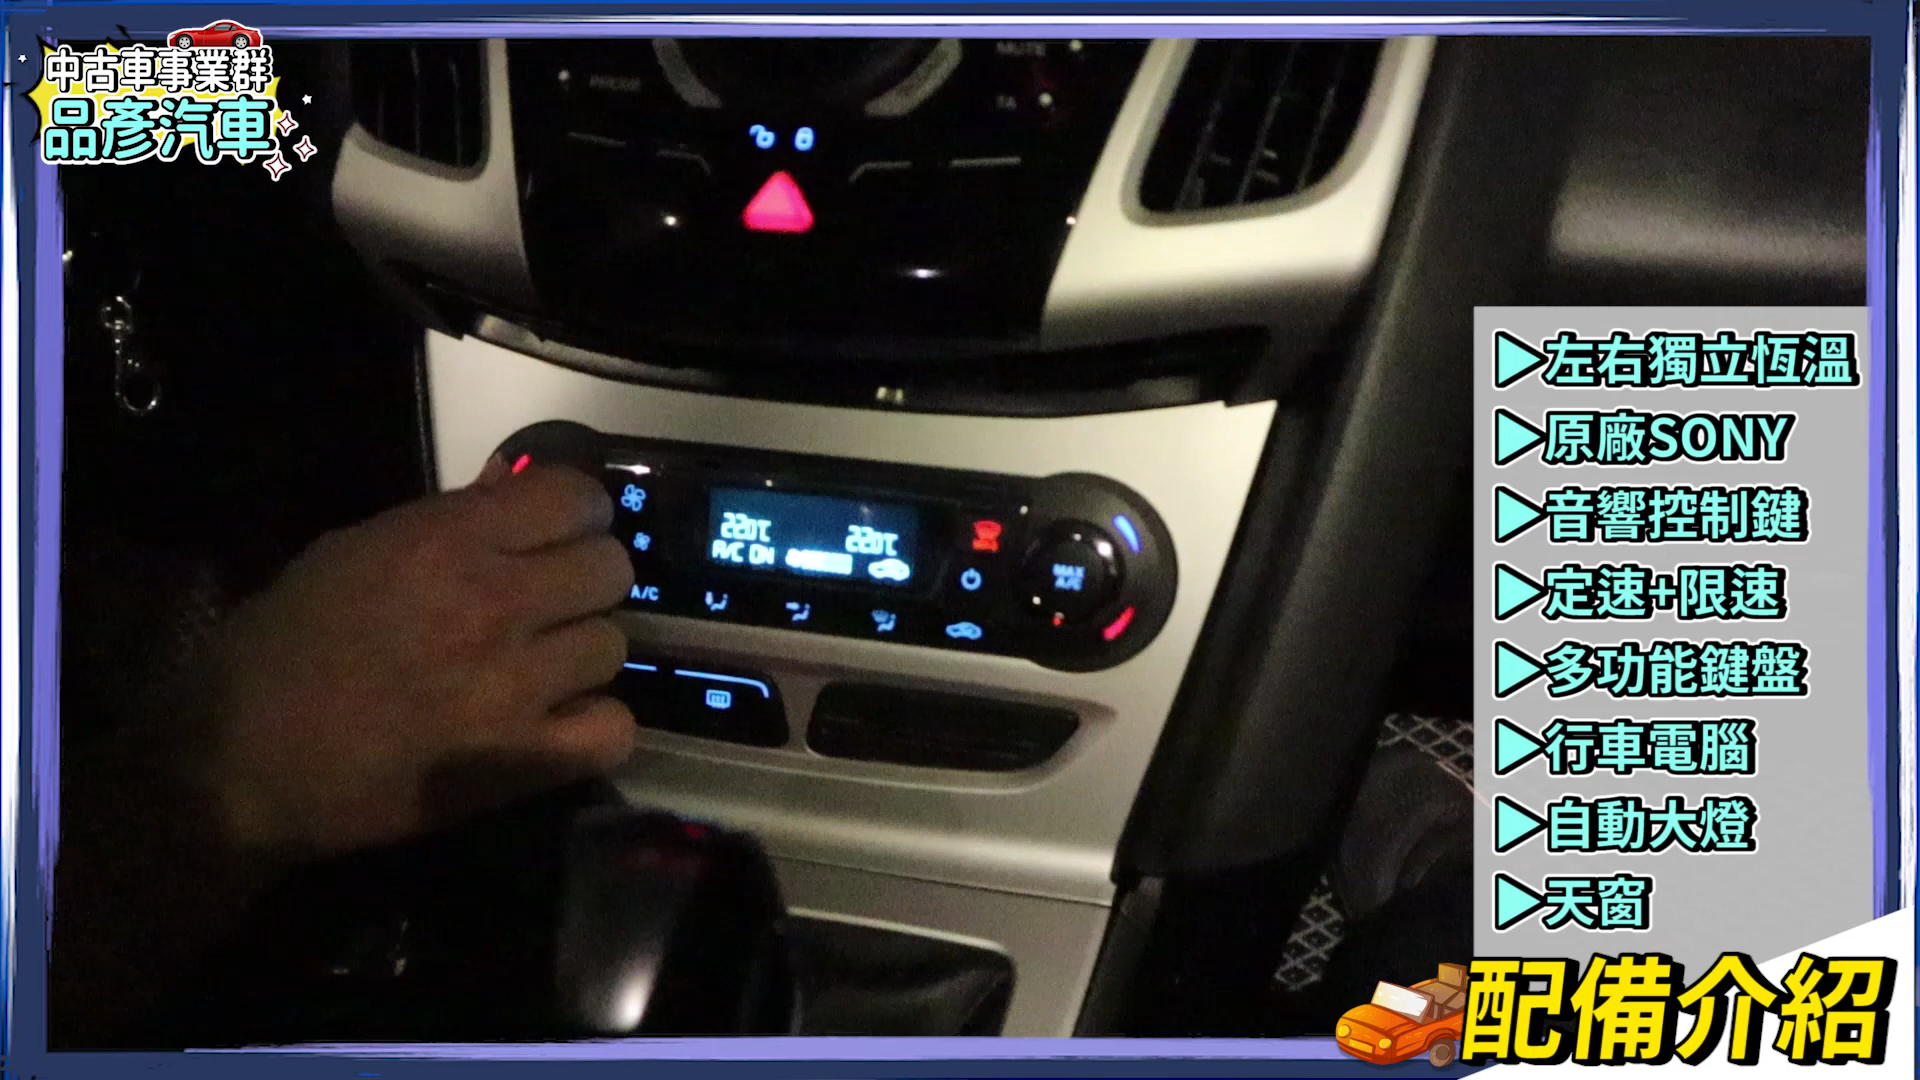 中古車事業群
品彥汽車
MUTE
TA
22.0℃ 22.0℃
A/C ON
MAX
A/C
A/C
▶左右獨立恆溫
▶原廠SONY
▶音響控制鍵
▶定速+限速
▶多功能鍵盤
▶行車電腦
▶自動大燈
▶天窗
配備介紹